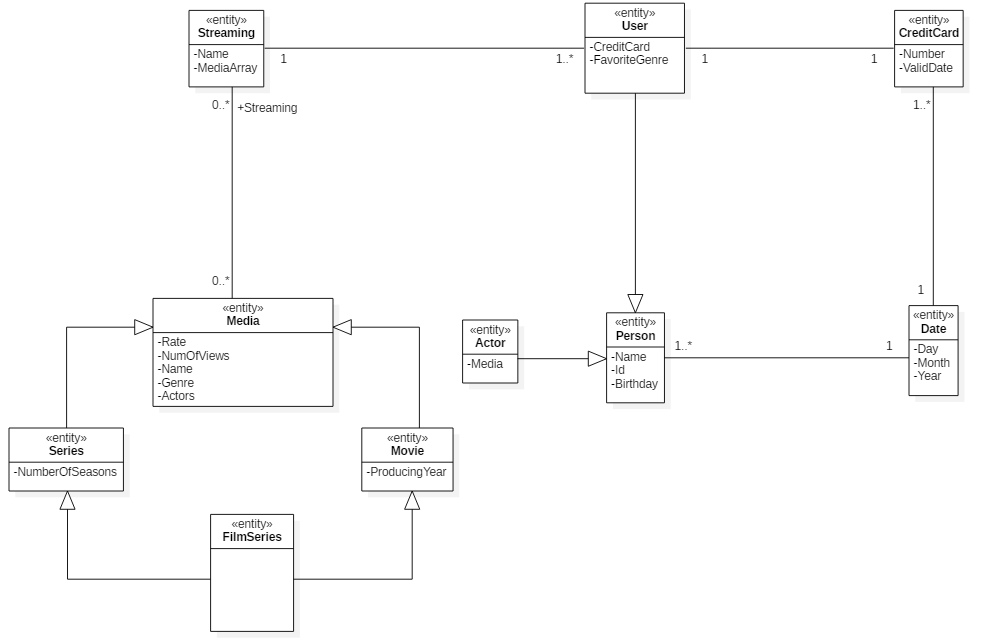 «entity»
Streaming
-Name
-MediaArray
«entity»
User
-CreditCard
-FavoriteGenre
«entity»
CreditCard
-Number
-ValidDate
1
1..*
1
1
0..*
+Streaming
1..*
0..*
1
«entity»
Media
-Rate
-NumOfViews
-Name
-Genre
-Actors
«entity»
Actor
-Media
«entity»
Person
-Name
-Id
-Birthday
1..*
1
«entity»
Date
-Day
-Month
-Year
«entity»
Series
-NumberOfSeasons
«entity»
Movie
-ProducingYear
«entity»
FilmSeries